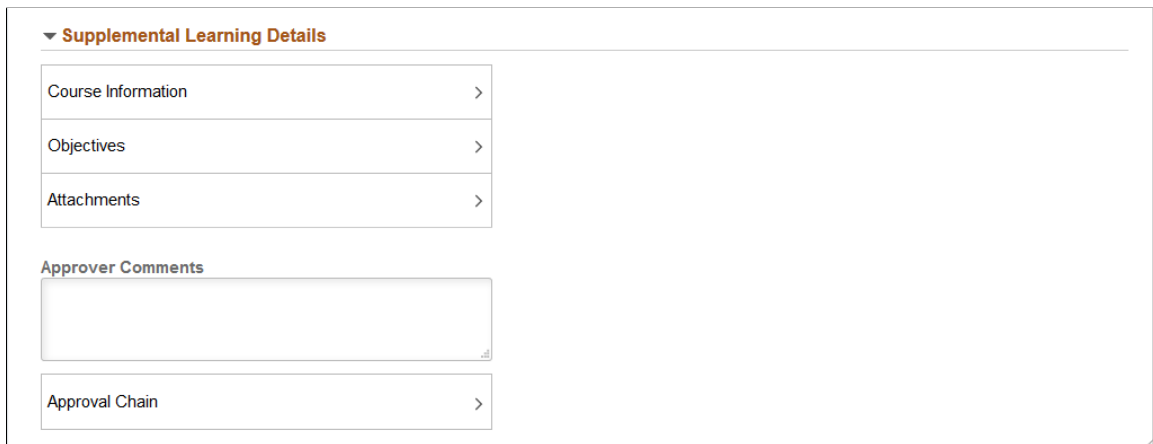 Supplemental Learning Details
Course Information
Objectives
Attachments
Approver Comments
Approval Chain